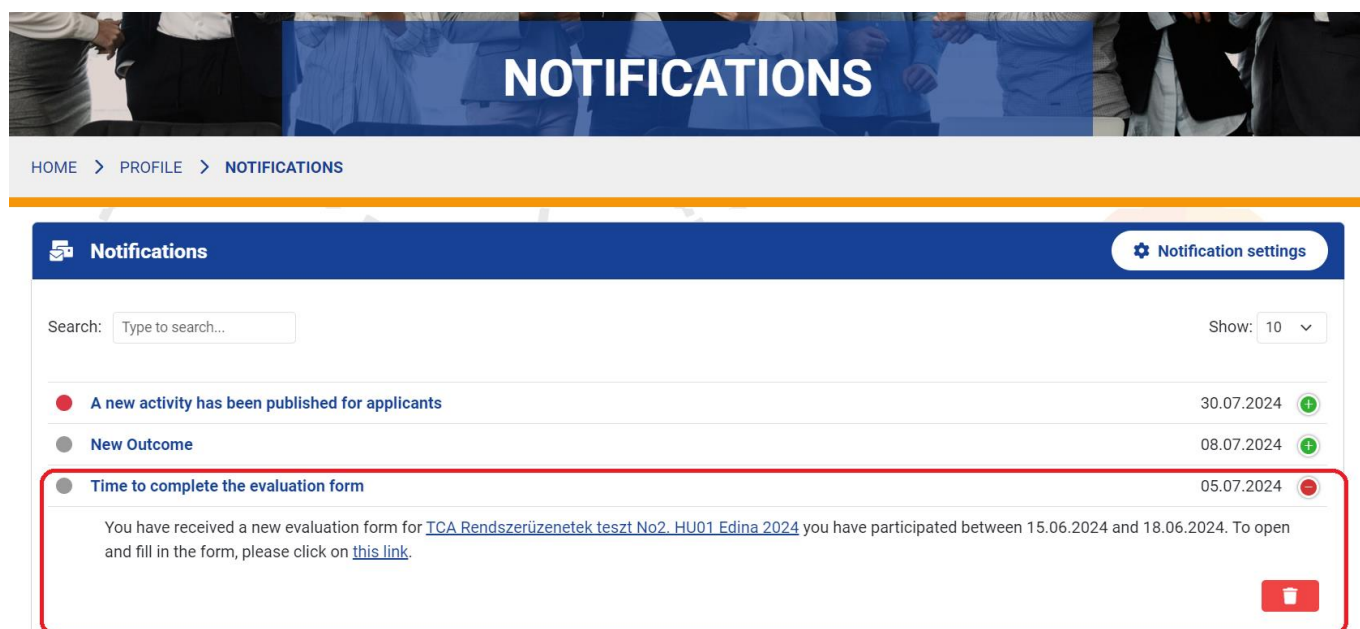 NOTIFICATIONS
HOME > PROFILE > NOTIFICATIONS
Notifications
Notification settings
Search: Type to search...
Show: 10
A new activity has been published for applicants 30.07.2024
New Outcome 08.07.2024
Time to complete the evaluation form 05.07.2024
You have received a new evaluation form for TCA Rendszerüzenetek teszt No2. HU01 Edina 2024 you have participated between 15.06.2024 and 18.06.2024. To open
and fill in the form, please click on this link.